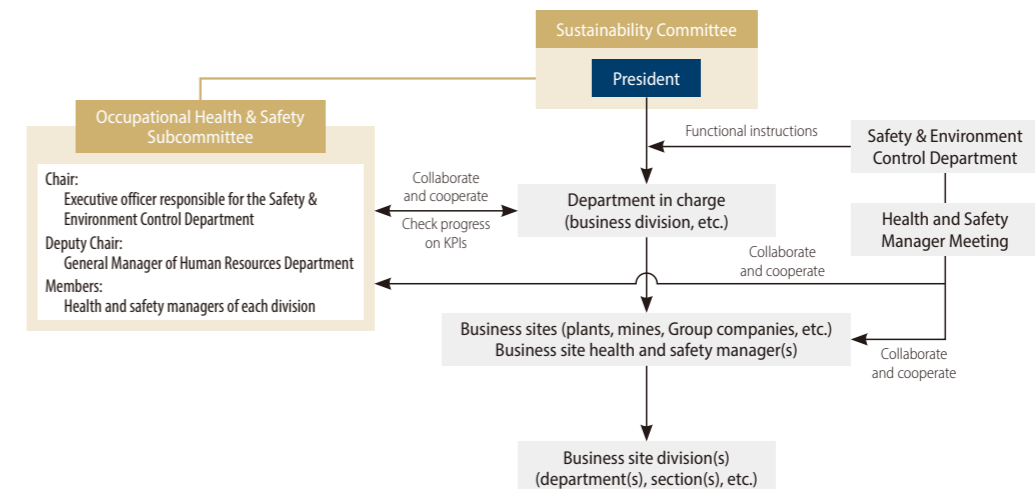 Sustainability Committee
President
Occupational Health & Safety
Subcommittee
Chair:
Executive officer responsible for the Safety &
Environment Control Department
Deputy Chair:
General Manager of Human Resources Department
Members:
Health and safety managers of each division
Collaborate
and cooperate
Check progress
on KPIs
Functional instructions
Safety & Environment
Control Department
Department in charge
(business division, etc.)
Health and Safety
Manager Meeting
Collaborate
and cooperate
Business sites (plants, mines, Group companies, etc.)
Business site health and safety manager(s)
Collaborate
and cooperate
Business site division(s)
(department(s), section(s), etc.)